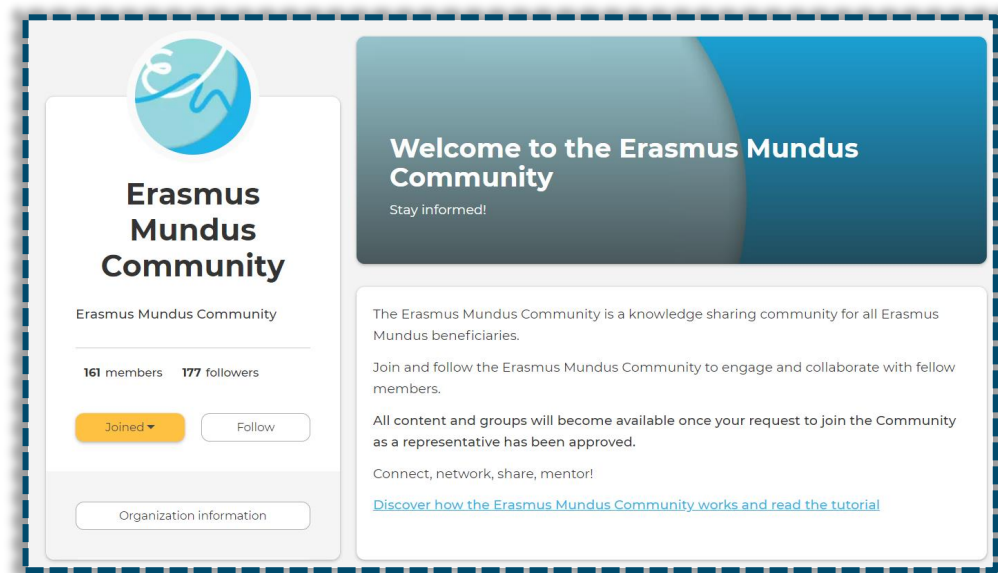 Erasmus
Mundus
Community
Erasmus Mundus Community
161 members 177 followers
Joined Follow
Organization information
Welcome to the Erasmus Mundus
Community
Stay informed!
The Erasmus Mundus Community is a knowledge sharing community for all Erasmus
Mundus beneficiaries.
Join and follow the Erasmus Mundus Community to engage and collaborate with fellow
members.
All content and groups will become available once your request to join the Community
as a representative has been approved.
Connect, network, share, mentor!
Discover how the Erasmus Mundus Community works and read the tutorial